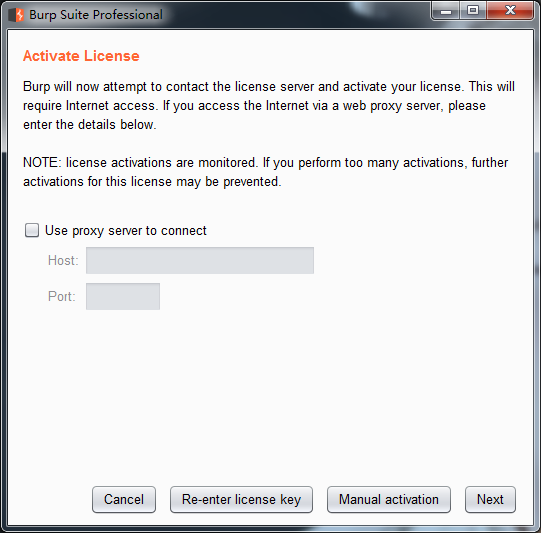 Burp Suite Professional
Activate License
Burp will now attempt to contact the license server and activate your license. This will
require Internet access. If you access the Internet via a web proxy server, please
enter the details below.
NOTE: license activations are monitored. If you perform too many activations, further
activations for this license may be prevented.
Use proxy server to connect
Host:
Port:
Cancel Re-enter license key Manual activation Next